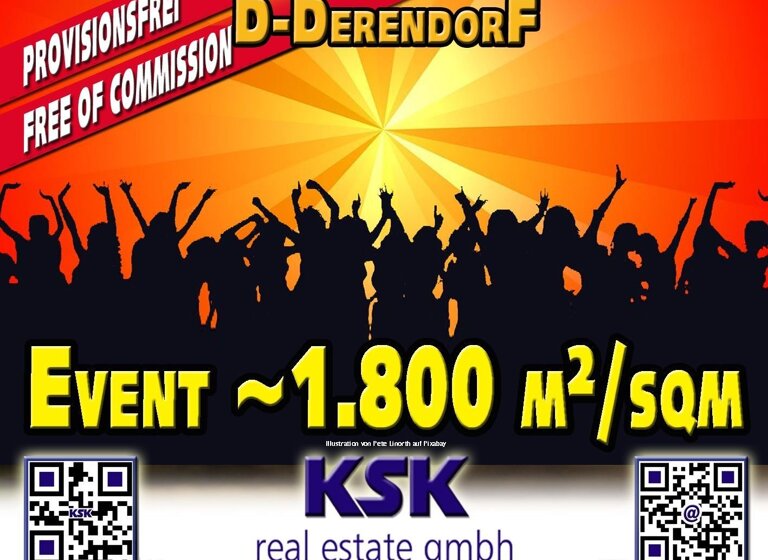 PROVISIONSFREI
FREE OF COMMISSION
D-DERENDORF
EVENT ~1.800 M²/SQM
Illustration von Pete Linforth auf Pixabay
KSK
KSK
@
real estate gmbh